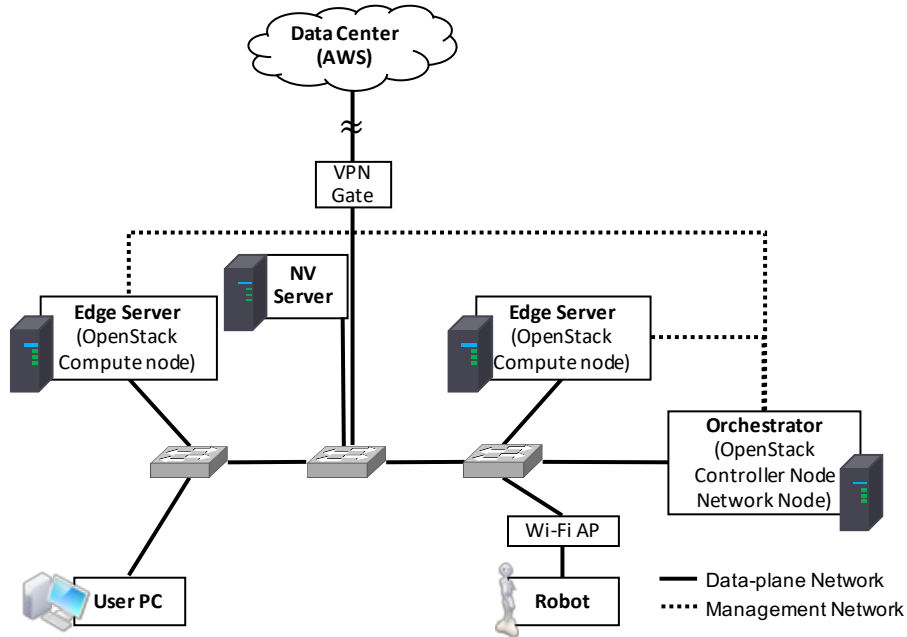 Data Center
(AWS)
VPN
Gate
NV
Server
Edge Server
(OpenStack
Compute node)
Edge Server
(OpenStack
Compute node)
Orchestrator
(OpenStack
Controller Node
Network Node)
Wi-Fi AP
User PC
Robot
Data-plane Network
Management Network